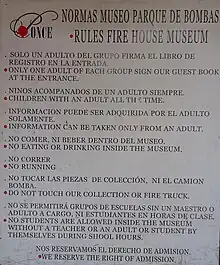 PONCE
NORMAS MUSEO PARQUE DE BOMBAS
•RULES FIRE HOUSE MUSEUM
. SOLO UN ADULTO DEL GRUPO FIRMA EL LIBRO DE
REGISTRO EN LA ENTRADA.
•ONLY ONE ADULT OF EACH GROUP SIGN OUR GUEST BOOK
AT THE ENTRANCE.
. NINOS ACOMPANADOS DE UN ADULTO SIEMPRE.
•CHILDREN WITH AN ADULT ALL THE TIME.
. INFORMACION PUEDE SER ADQUIRIDA POR EL ADULTO
SOLAMENTE.
•INFORMATION CAN BE TAKEN ONLY FROM AN ADULT.
. NO COMER, NI BEBER DENTRO DEL MUSEO.
•NO EATING OR DRINKING INSIDE THE MUSEUM.
. NO CORRER
•NO RUNNING
. NO TOCAR LAS PIEZAS DE COLECCIÓN, NI EL CAMION
BOMBA.
•DO NOT TOUCH OUR COLLECTION OR FIRE TRUCK.
. NO SE PERMITIRÁ GRUPOS DE ESCUELAS SIN UN MAESTRO O
ADULTO A CARGO, NI ESTUDIANTES EN HORAS DE CLASE.
•NO STUDENTS ARE ALLOWED INSIDE THE MUSEUM
WITHOUT A TEACHER OR AN ADULT OR STUDENT BY
THEMSELVES DURING SHOOL HOURS.
NOS RESERVAMOS EL DERECHO DE ADMISION.
•WE RESERVE THE RIGHT OF ADMISSION.